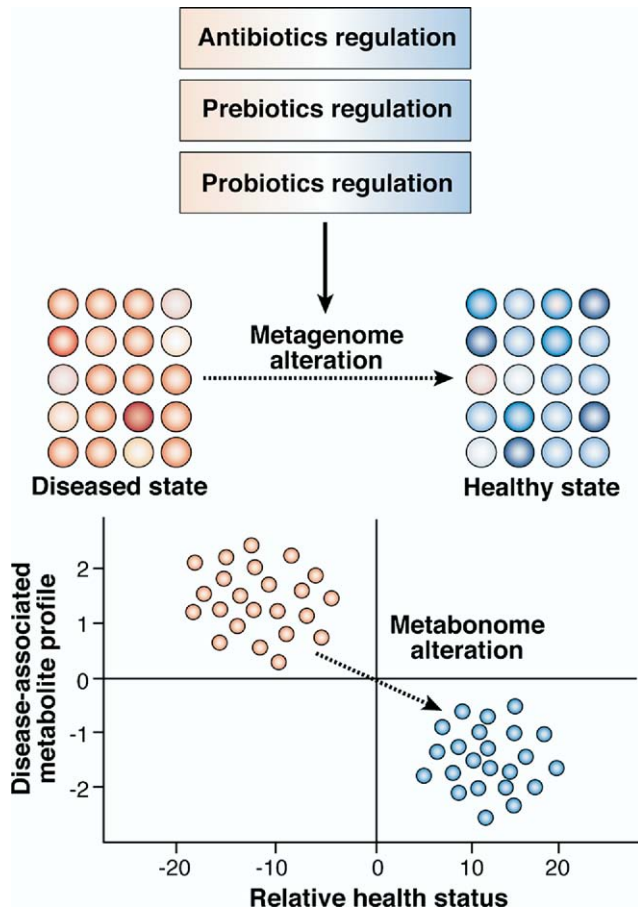 Antibiotics regulation
Prebiotics regulation
Probiotics regulation
Metagenome
alteration
Diseased state
Healthy state
Disease-associated
metabolite profile
2
1
0
-1
-2
Metabonome
alteration
-20
-10
0
10
20
Relative health status